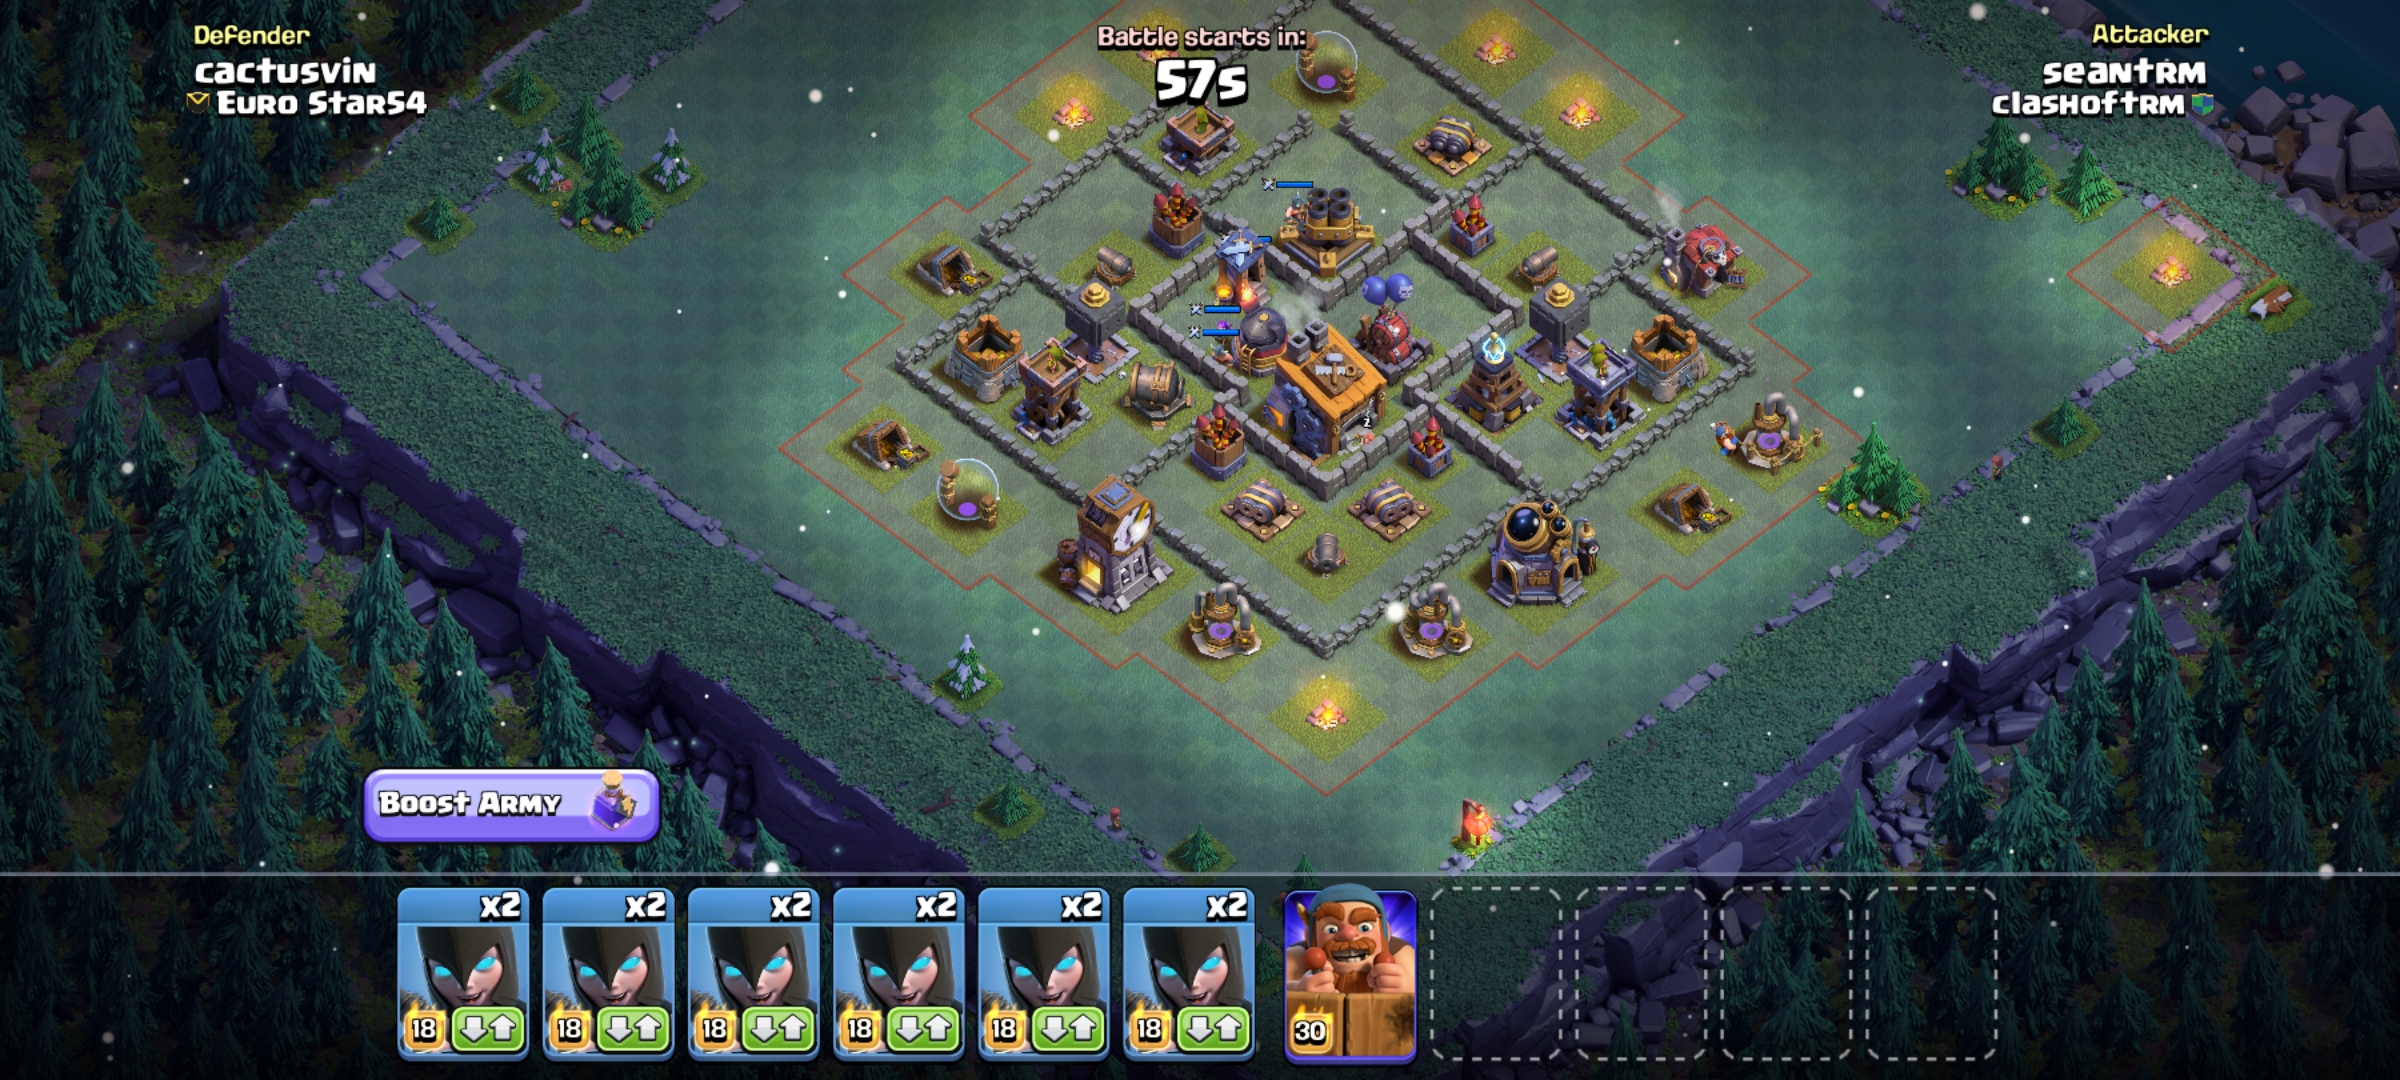 Defender
cactusvin
Euro Star54
Battle starts in:
57s
Attacker
seantrm
clashoftrm
Boost Army
x2
x2
x2
x2
x2
x2
18
18
18
18
18
18
30